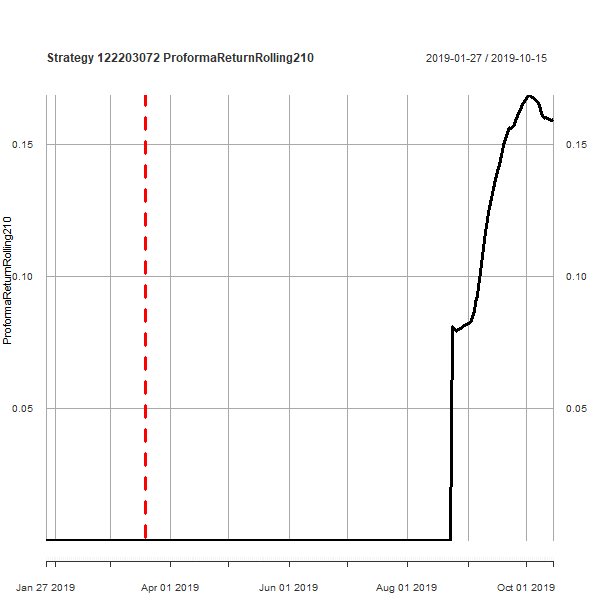 Strategy 122203072 ProformaReturnRolling210
2019-01-27 / 2019-10-15
ProformaReturnRolling210
0.15
0.15
0.10
0.10
0.05
0.05
Jan 27 2019
Apr 01 2019
Jun 01 2019
Aug 01 2019
Oct 01 2019